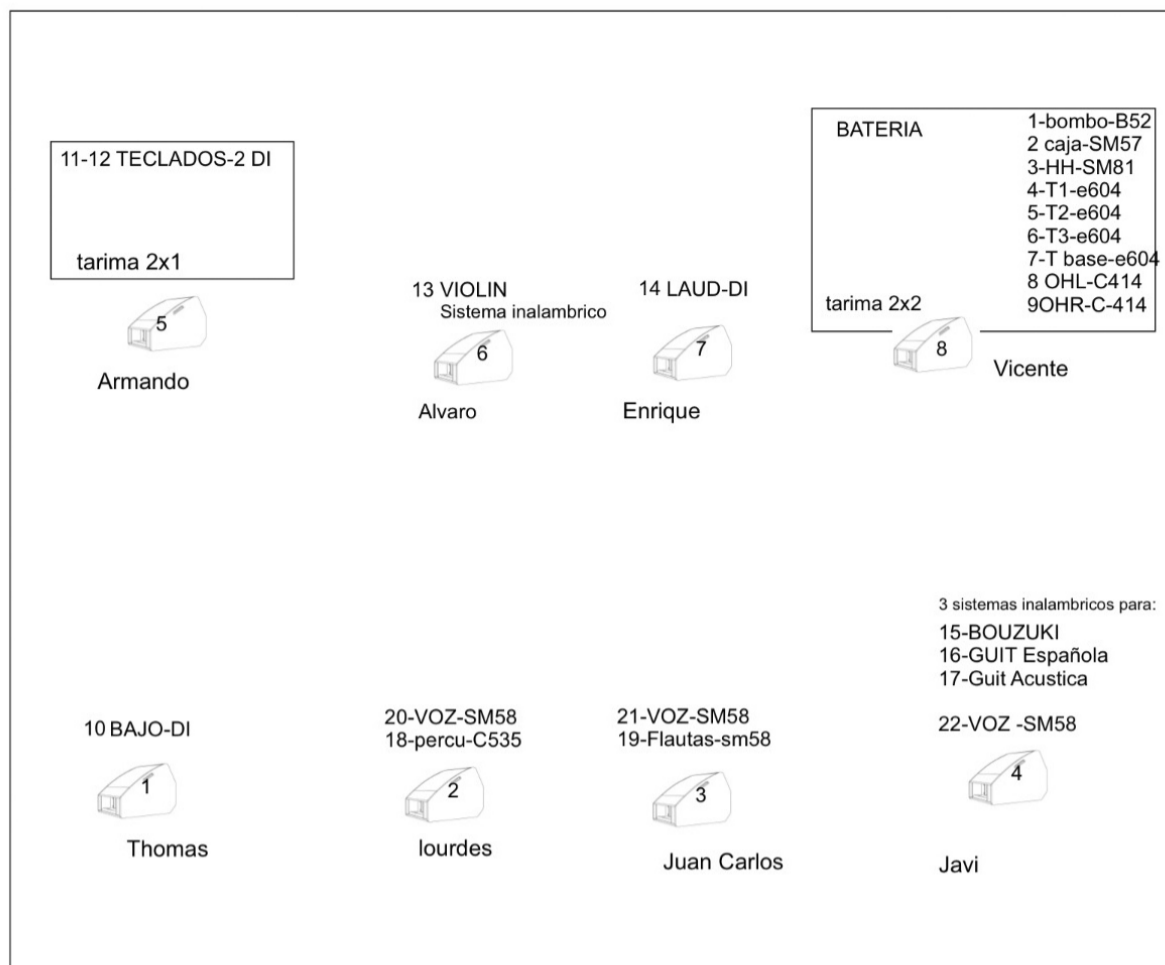 11-12 TECLADOS-2 DI
tarima 2x1
5
Armando
13 VIOLIN
Sistema inalambrico
6
Alvaro
14 LAUD-DI
7
Enrique
BATERIA
1-bombo-B52
2 caja-SM57
3-HH-SM81
4-T1-e604
5-T2-e604
6-T3-e604
7-T base-e604
8 OHL-C414
9OHR-C-414
tarima 2x2
8
Vicente
10 BAJO-DI
1
Thomas
20-VOZ-SM58
18-percu-C535
2
lourdes
21-VOZ-SM58
19-Flautas-sm58
3
Juan Carlos
3 sistemas inalambricos para:
15-BOUZUKI
16-GUIT Española
17-Guit Acustica
22-VOZ -SM58
4
Javi